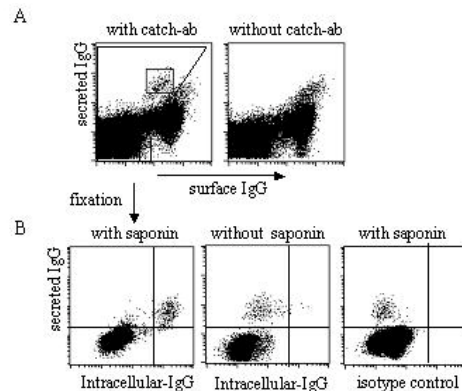 A
with catch-ab
without catch-ab
secreted IgG
surface IgG
fixation
B
with saponin
without saponin
with saponin
secreted IgG
Intracellular-IgG
Intracellular-IgG
isotype control